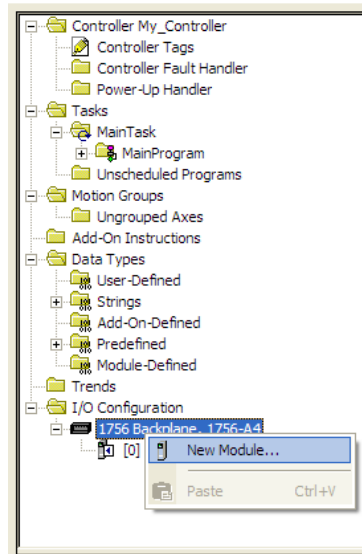 Controller My_Controller
Controller Tags
Controller Fault Handler
Power-Up Handler
Tasks
MainTask
MainProgram
Unscheduled Programs
Motion Groups
Ungrouped Axes
Add-On Instructions
Data Types
User-Defined
Strings
Add-On-Defined
Predefined
Module-Defined
Trends
I/O Configuration
1756 Backplane, 1756-A4
[0] New Module...
Paste Ctrl+V